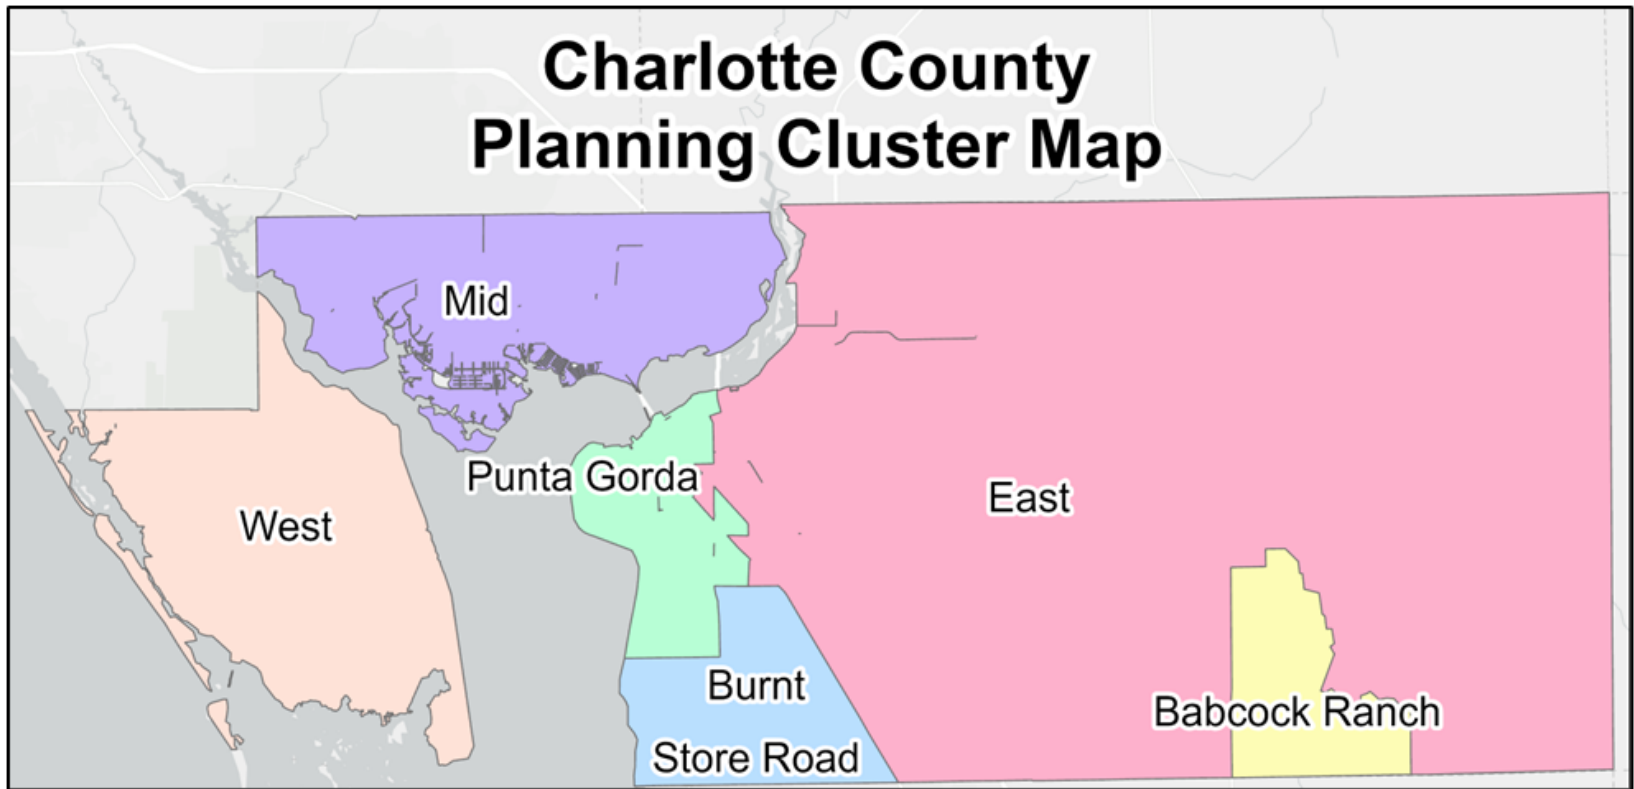 Charlotte County
Planning Cluster Map
Mid
Punta Gorda
West
East
Burnt
Store Road
Babcock Ranch